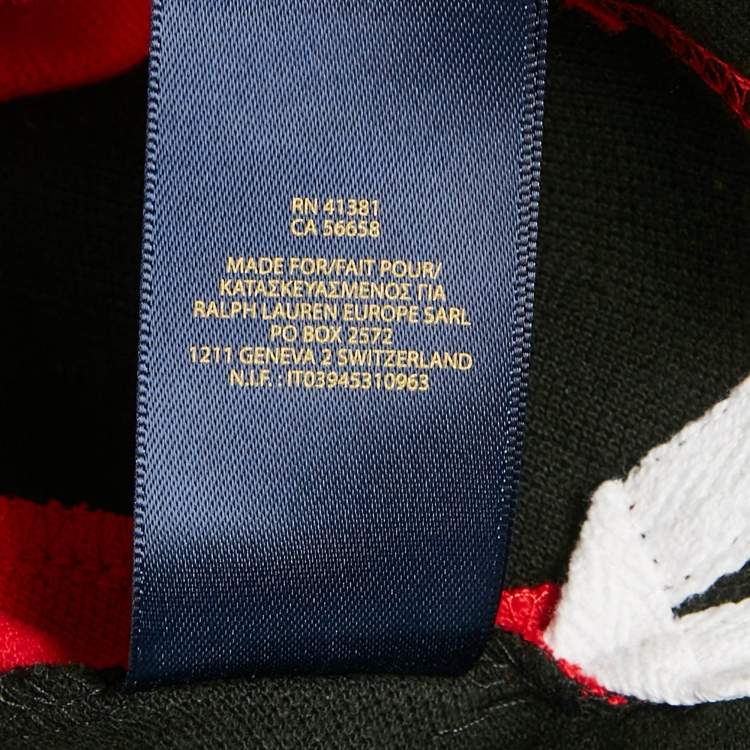 RN 41381
CA 56658
MADE FOR/FAIT POUR/
ΚΑΤΑΣΚΕΥΑΣΜΕΝΟΣ ΓΙΑ
RALPH LAUREN EUROPE SARL
PO BOX 2572
1211 GENEVA 2 SWITZERLAND
N.I.F. : IT03945310963